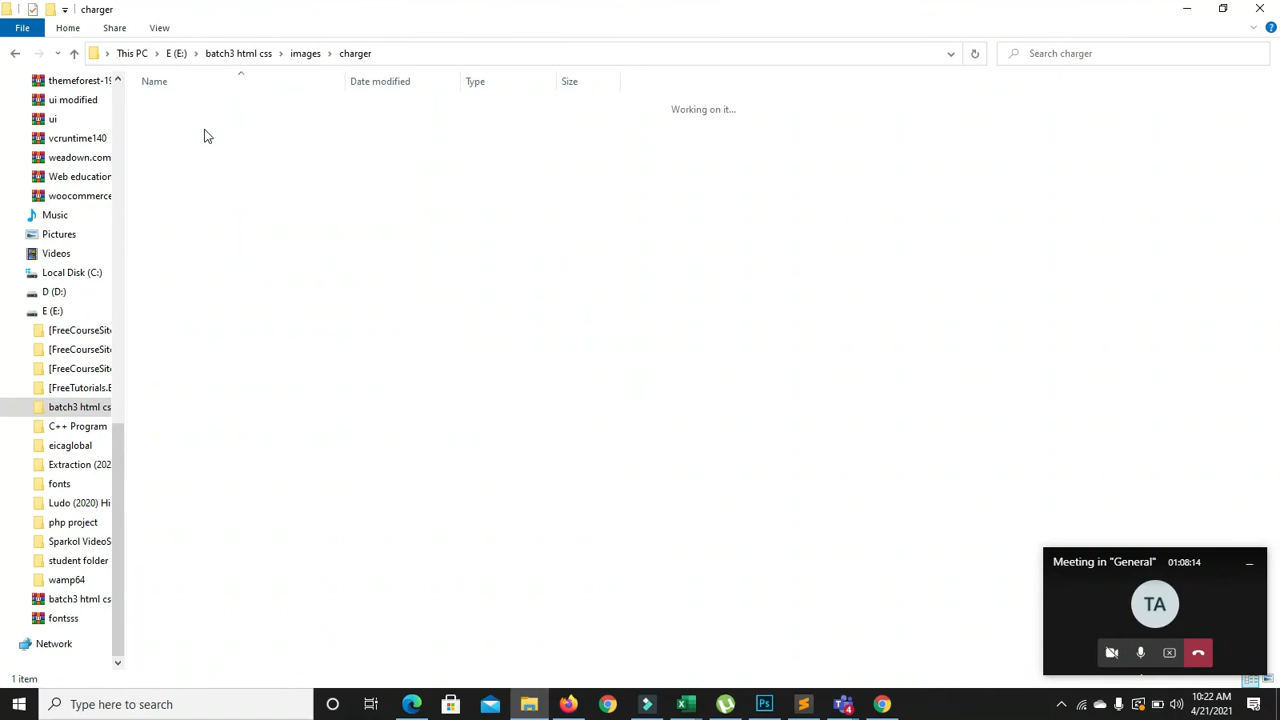 charger
File Home Share View
This PC E (E:) batch3 html css images charger
Search charger
Name Date modified Type Size
Working on it...
themeforest-19
ui modified
ui
vcruntime140
weadown.com
Web education
woocommerce
Music
Pictures
Videos
Local Disk (C:)
D (D:)
E (E:)
[FreeCourseSite
[FreeCourseSite
[FreeCourseSite
[FreeTutorials.E
batch3 html cs
C++ Program
eicaglobal
Extraction (202
fonts
Ludo (2020) Hi
php project
Sparkol VideoS
student folder
wamp64
batch3 html cs
fontsss
Network
1 item
Meeting in "General" 01:08:14
TA
Type here to search
10:22 AM
4/21/2021